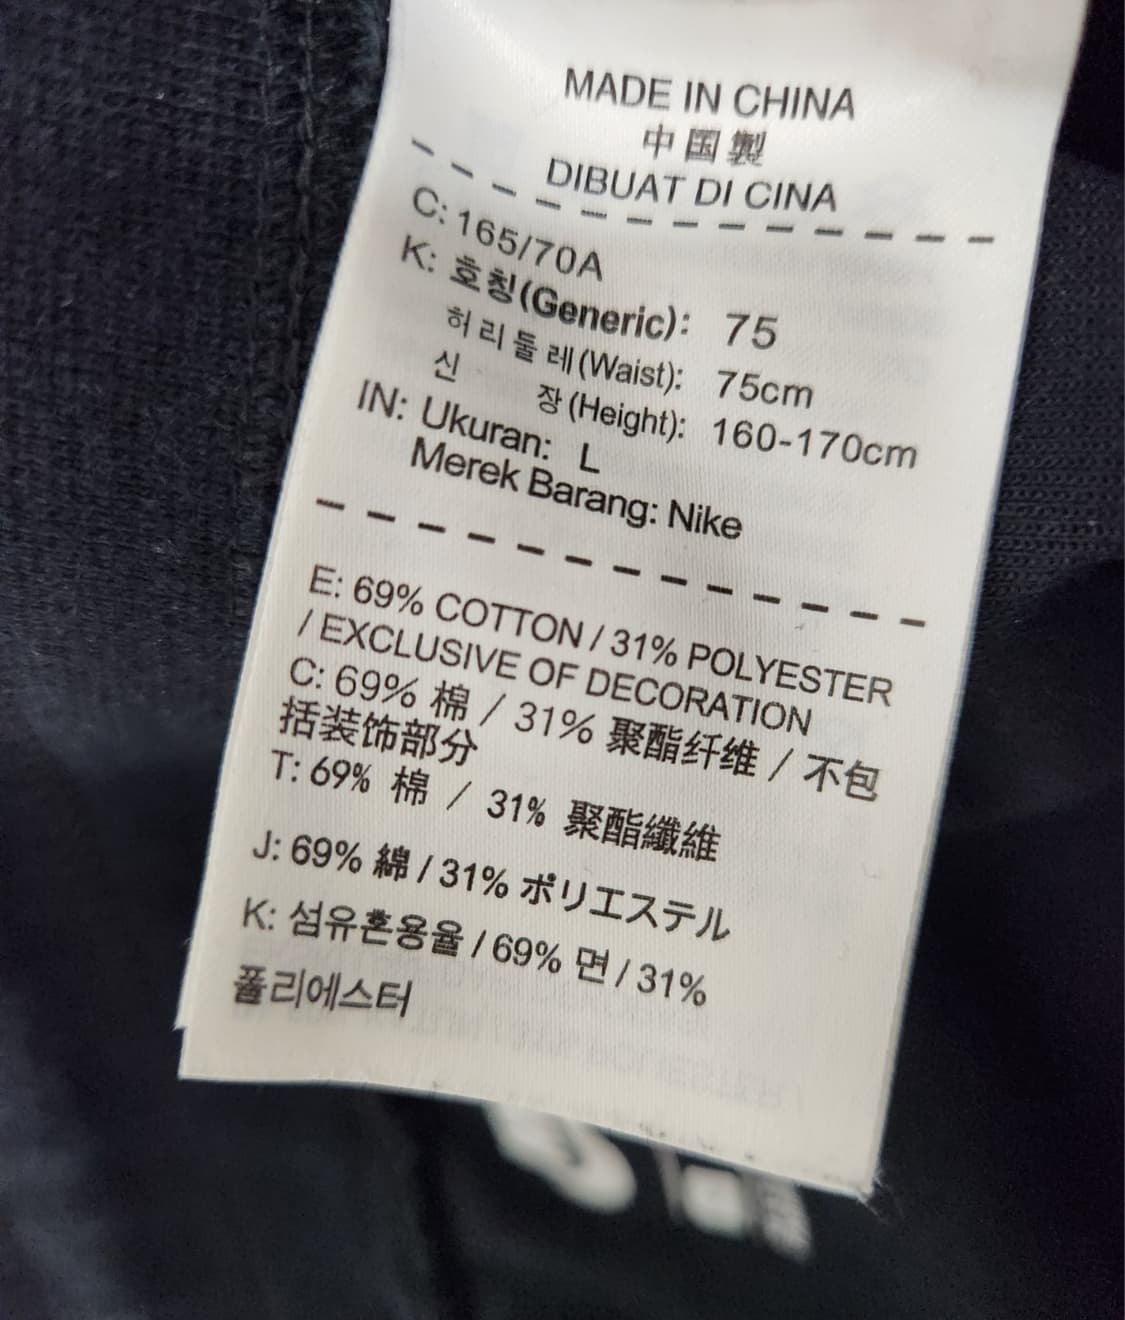 MADE IN CHINA
中国製
DIBUAT DI CINA
C: 165/70A
K: 호칭(Generic): 75
허리둘레(Waist): 75cm
신 장(Height): 160-170cm
IN: Ukuran: L
Merek Barang: Nike
E: 69% COTTON / 31% POLYESTER
/ EXCLUSIVE OF DECORATION
C: 69% 棉 / 31% 聚酯纤维 / 不包
括装饰部分
T: 69% 棉 / 31% 聚酯纖維
J: 69% 綿 / 31% ポリエステル
K: 섬유혼용율 / 69% 면 / 31%
폴리에스터